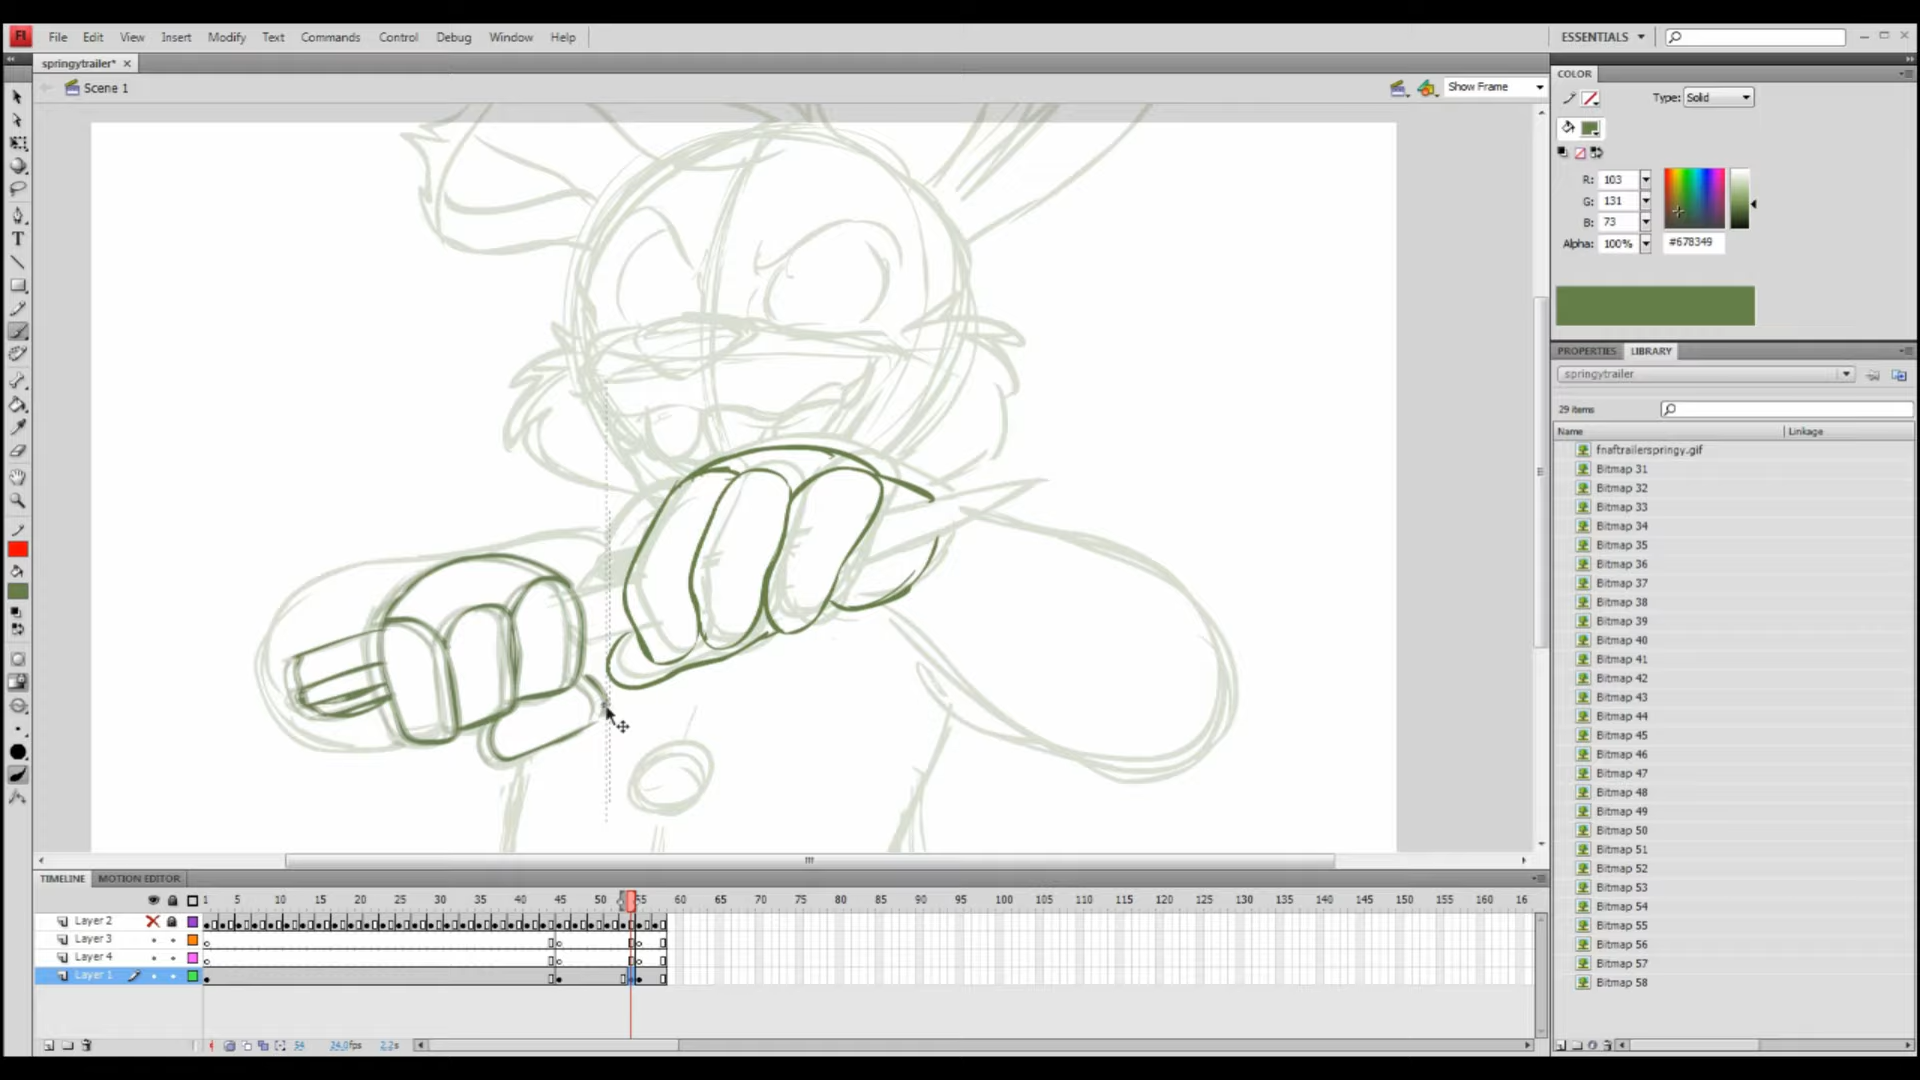 Fl File Edit View Insert Modify Text Commands Control Debug Window Help ESSENTIALS
springytrailer*
Scene 1 Show Frame
COLOR
Type: Solid
R: 103
G: 131
B: 73
Alpha: 100% #678349
PROPERTIES LIBRARY
springytrailer
29 items
Name Linkage
fnaftrailerspringy.gif
Bitmap 31
Bitmap 32
Bitmap 33
Bitmap 34
Bitmap 35
Bitmap 36
Bitmap 37
Bitmap 38
Bitmap 39
Bitmap 40
Bitmap 41
Bitmap 42
Bitmap 43
Bitmap 44
Bitmap 45
Bitmap 46
Bitmap 47
Bitmap 48
Bitmap 49
Bitmap 50
Bitmap 51
Bitmap 52
Bitmap 53
Bitmap 54
Bitmap 55
Bitmap 56
Bitmap 57
Bitmap 58
TIMELINE MOTION EDITOR
1 5 10 15 20 25 30 35 40 45 50 55 60 65 70 75 80 85 90 95 100 105 110 115 120 125 130 135 140 145 150 155 160 16
Layer 2
Layer 3
Layer 4
Layer 1
54 24.0fps 2.2s